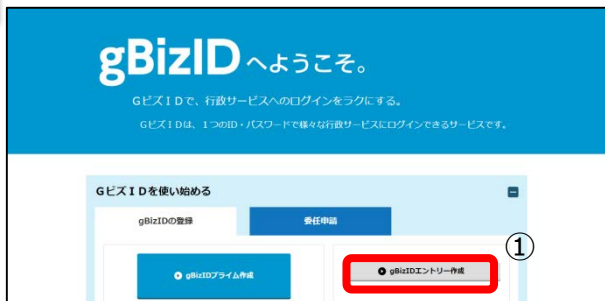 gBizIDへようこそ。
GビズIDで、行政サービスへのログインをラクにする。
GビズIDは、1つのID・パスワードで様々な行政サービスにログインできるサービスです。
GビズIDを使い始める
gBizIDの登録 委任申請
①
gBizIDプライム作成 gBizIDエントリー作成